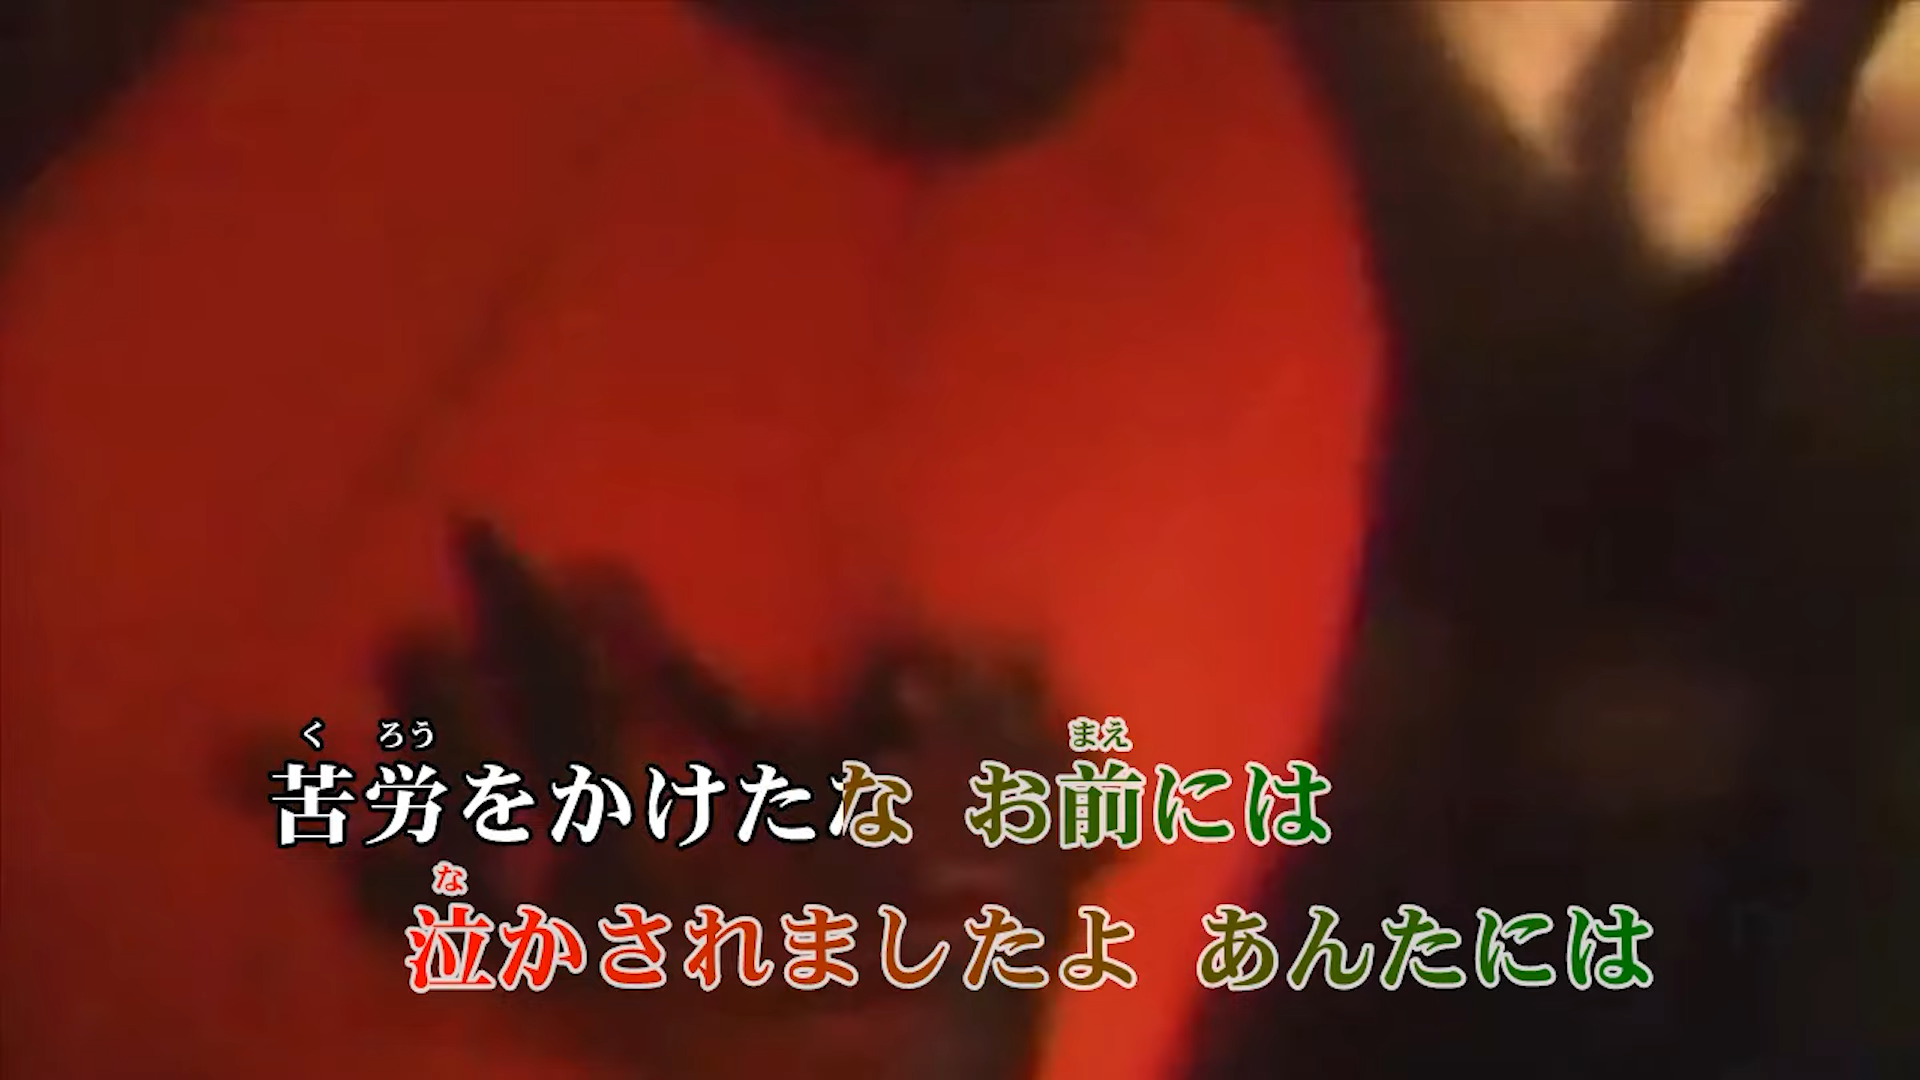 く ろう まえ
苦労をかけたな お前には
な
泣かされましたよ あんたには